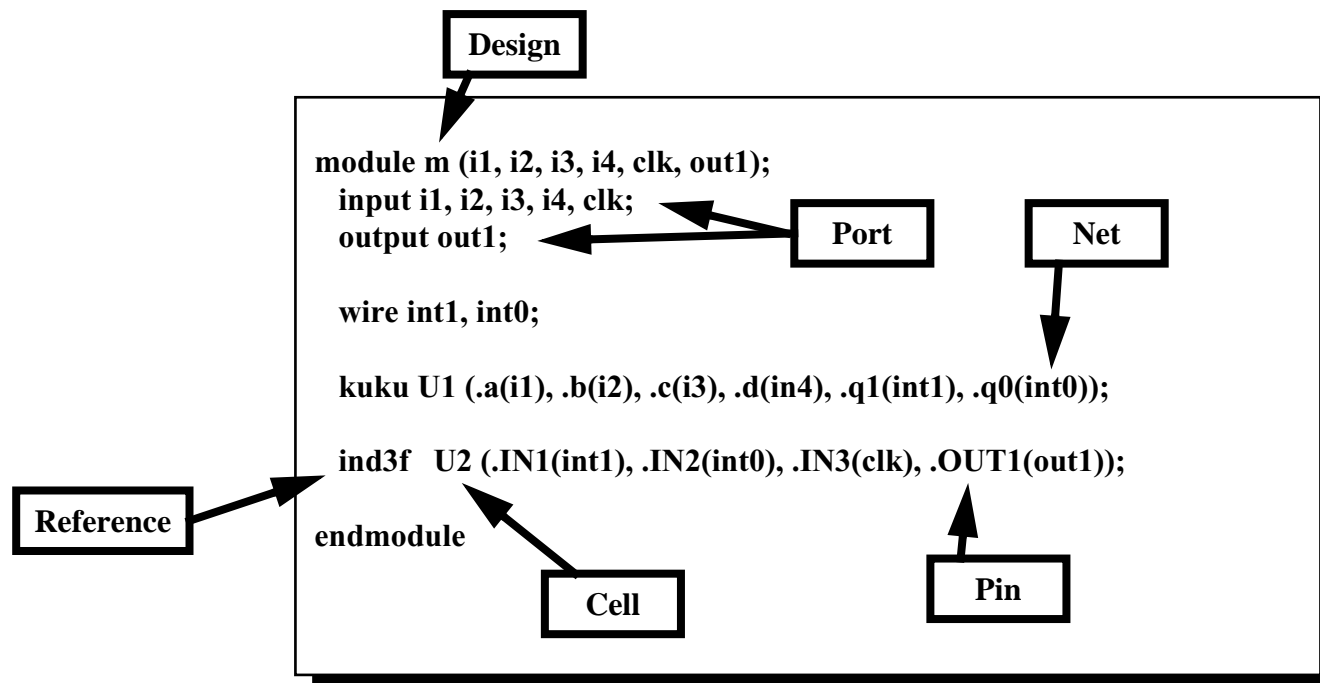 Design
module m (i1, i2, i3, i4, clk, out1);
input i1, i2, i3, i4, clk;
output out1;
Port
Net
wire int1, int0;
kuku U1 (.a(i1), .b(i2), .c(i3), .d(in4), .q1(int1), .q0(int0));
ind3f U2 (.IN1(int1), .IN2(int0), .IN3(clk), .OUT1(out1));
Reference
endmodule
Cell
Pin